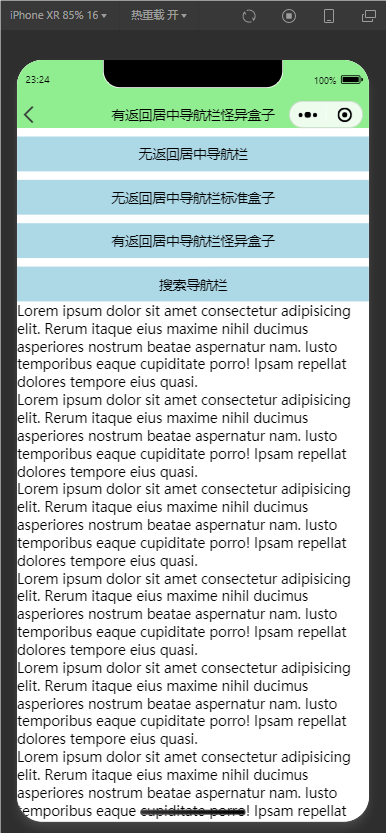 iPhone XR 85% 16 热重载 开
23:24 100%
有返回居中导航栏怪异盒子
无返回居中导航栏
无返回居中导航栏标准盒子
有返回居中导航栏怪异盒子
搜索导航栏
Lorem ipsum dolor sit amet consectetur adipisicing
elit. Rerum itaque eius maxime nihil ducimus
asperiores nostrum beatae aspernatur nam. Iusto
temporibus eaque cupiditate porro! Ipsam repellat
dolores tempore eius quasi.
Lorem ipsum dolor sit amet consectetur adipisicing
elit. Rerum itaque eius maxime nihil ducimus
asperiores nostrum beatae aspernatur nam. Iusto
temporibus eaque cupiditate porro! Ipsam repellat
dolores tempore eius quasi.
Lorem ipsum dolor sit amet consectetur adipisicing
elit. Rerum itaque eius maxime nihil ducimus
asperiores nostrum beatae aspernatur nam. Iusto
temporibus eaque cupiditate porro! Ipsam repellat
dolores tempore eius quasi.
Lorem ipsum dolor sit amet consectetur adipisicing
elit. Rerum itaque eius maxime nihil ducimus
asperiores nostrum beatae aspernatur nam. Iusto
temporibus eaque cupiditate porro! Ipsam repellat
dolores tempore eius quasi.
Lorem ipsum dolor sit amet consectetur adipisicing
elit. Rerum itaque eius maxime nihil ducimus
asperiores nostrum beatae aspernatur nam. Iusto
temporibus eaque cupiditate porro! Ipsam repellat
dolores tempore eius quasi.
Lorem ipsum dolor sit amet consectetur adipisicing
elit. Rerum itaque eius maxime nihil ducimus
asperiores nostrum beatae aspernatur nam. Iusto
temporibus eaque cupiditate porro! Ipsam repellat